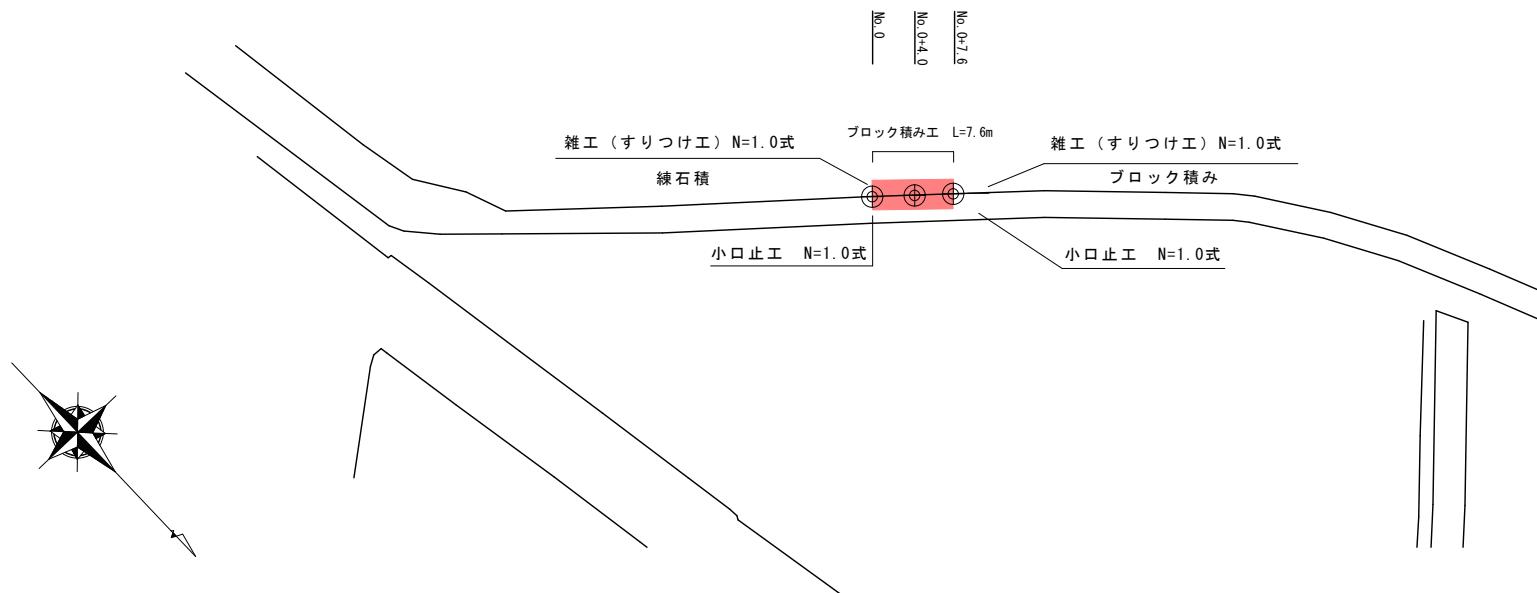 No.0
No.0+4.0
No.0+7.6
ブロック積み工　L=7.6m
雑工（すりつけ工）N=1.0式
雑工（すりつけ工）N=1.0式
練石積
ブロック積み
小口止工　N=1.0式
小口止工　N=1.0式